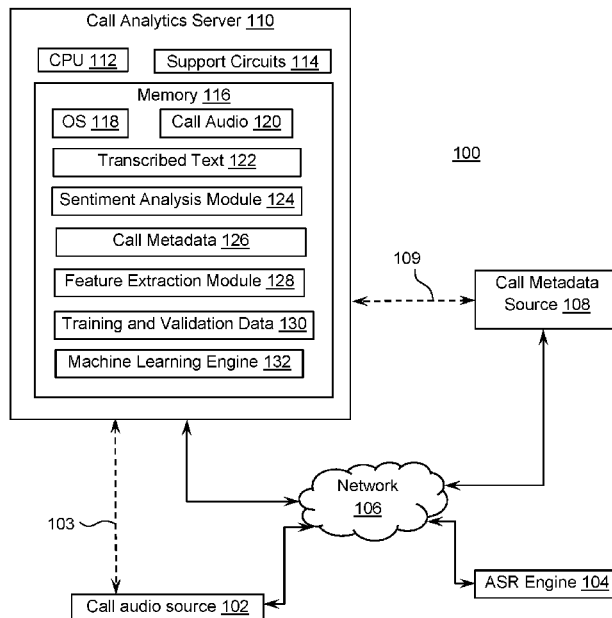 Call Analytics Server 110
CPU 112
Support Circuits 114
Memory 116
OS 118
Call Audio 120
Transcribed Text 122
Sentiment Analysis Module 124
Call Metadata 126
Feature Extraction Module 128
Training and Validation Data 130
Machine Learning Engine 132
100
109
Call Metadata
Source 108
103
Network
106
Call audio source 102
ASR Engine 104